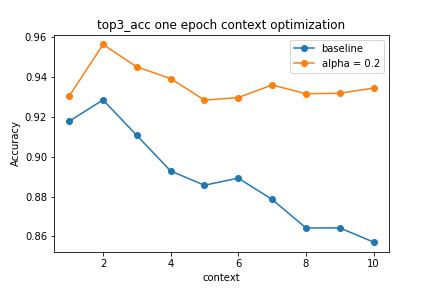 top3_acc one epoch context optimization
0.96
0.94
0.92
0.90
0.88
0.86
Accuracy
baseline
alpha = 0.2
2
4
6
8
10
context